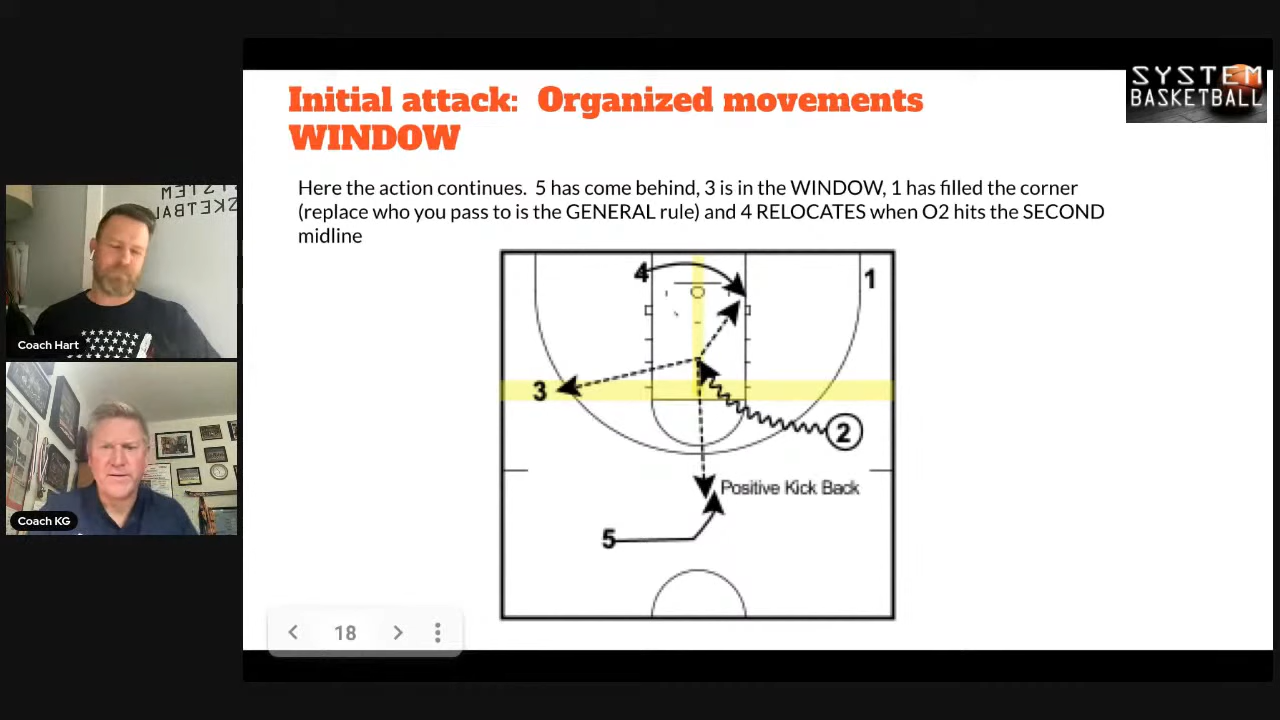 Initial attack: Organized movements
WINDOW
SYSTEM
BASKETBALL
Here the action continues. 5 has come behind, 3 is in the WINDOW, 1 has filled the corner
(replace who you pass to is the GENERAL rule) and 4 RELOCATES when O2 hits the SECOND
midline
4
1
3
2
Positive Kick Back
5
Coach Hart
Coach KG
18